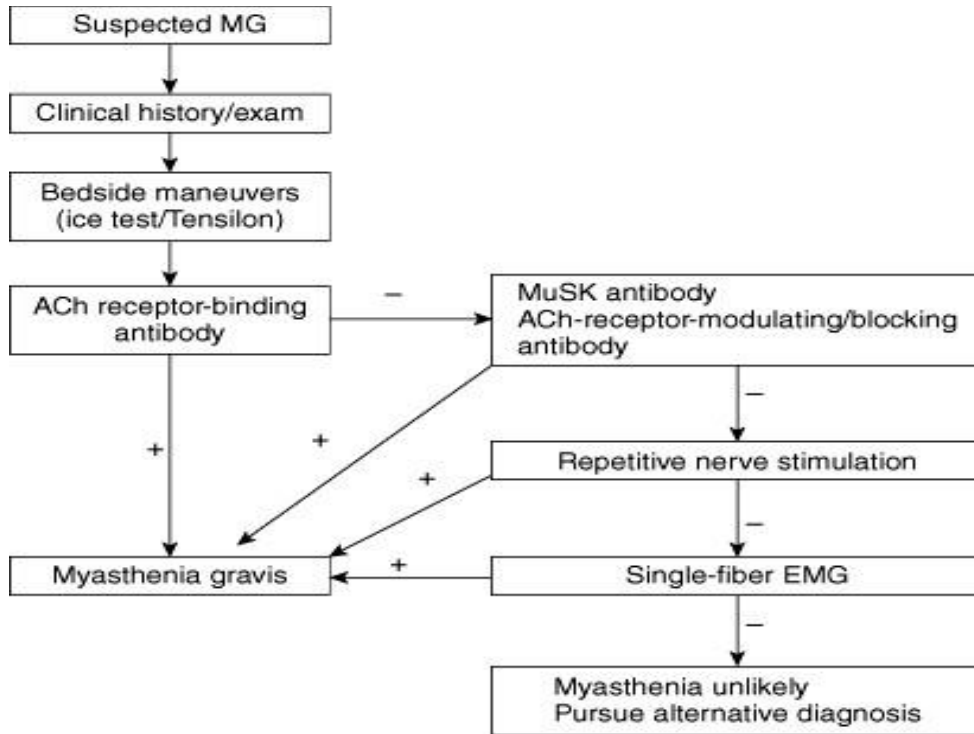 Suspected MG
Clinical history/exam
Bedside maneuvers
(ice test/Tensilon)
ACh receptor-binding
antibody
–
MuSK antibody
ACh-receptor-modulating/blocking
antibody
+
+
–
Repetitive nerve stimulation
+
–
Myasthenia gravis
+
Single-fiber EMG
–
Myasthenia unlikely
Pursue alternative diagnosis